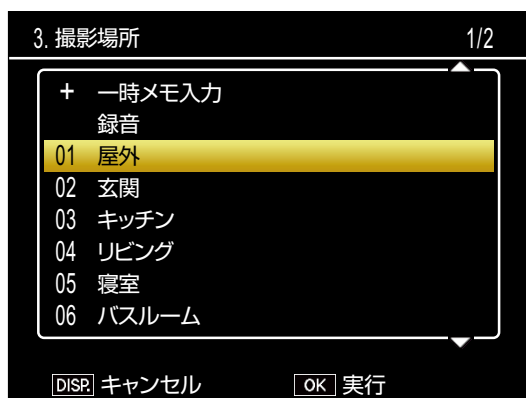 3. 撮影場所 1/2
+ 一時メモ入力
録音
01 屋外
02 玄関
03 キッチン
04 リビング
05 寝室
06 バスルーム
DISP. キャンセル OK 実行